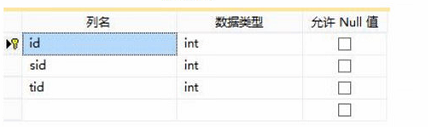 列名 数据类型 允许 Null 值
id int
sid int
tid int